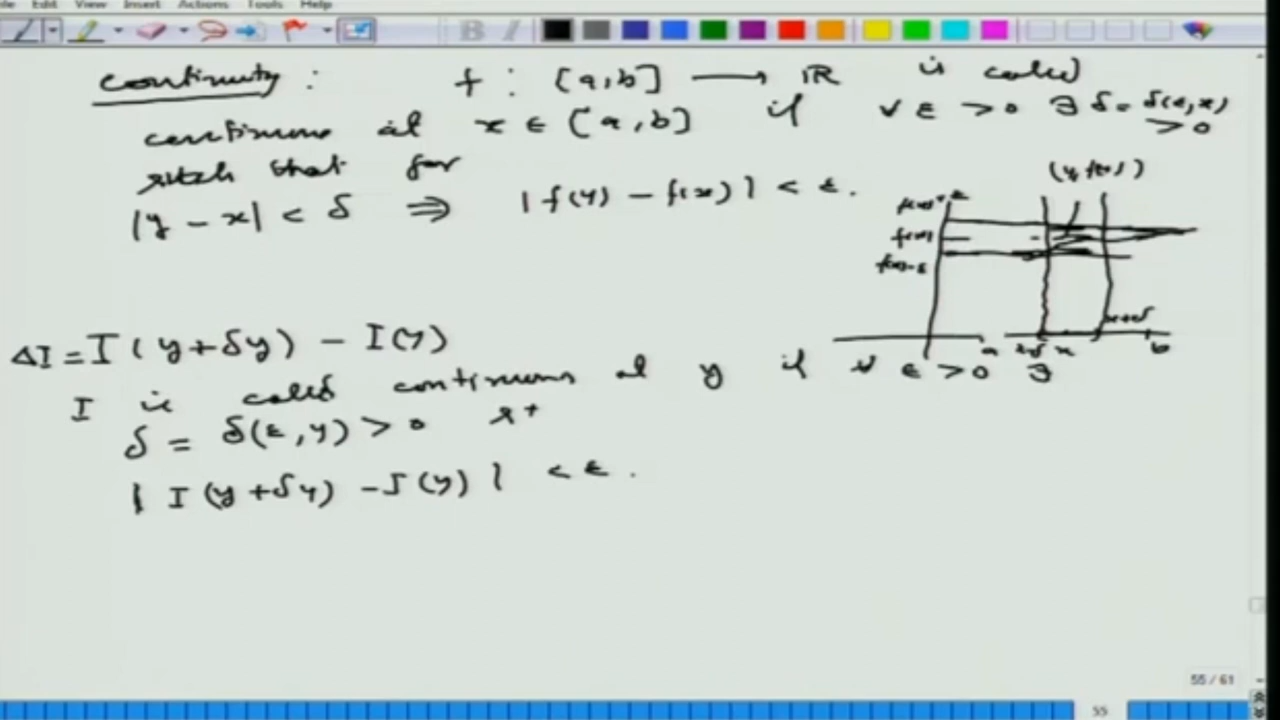 Edit View Insert Actions Tools Help
continuity : f : [a,b] ⟶ ℝ is called
continuous at x ∈ [a,b] if ∀ ε > 0 ∃ δ = δ(ε,x) > 0
such that for
|y - x| < δ ⇒ |f(y) - f(x)| < ε.
(y, f(y))
f(x)+ε
f(x)
f(x)-ε
x+δ
a x-δ x b
ΔI = I(y+δy) - I(y)
I is called continuous at y if ∀ ε > 0 ∃
δ = δ(ε,y) > 0 s t
| I(y+δy) - I(y) | < ε.
55 / 61
55